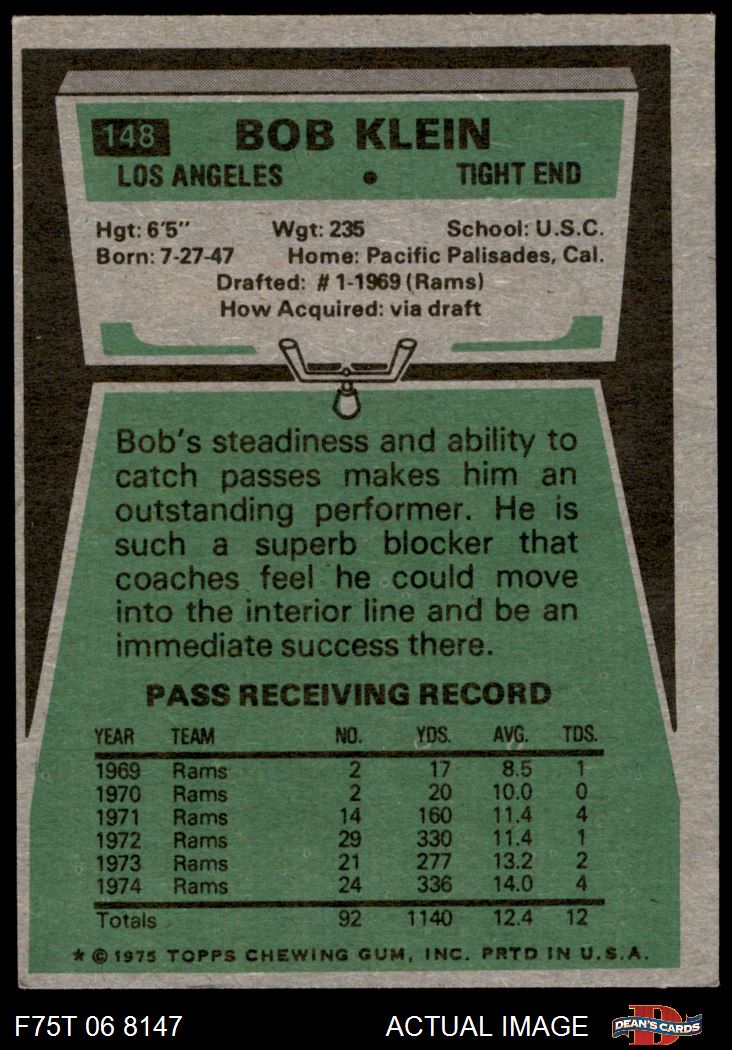 148 BOB KLEIN
LOS ANGELES • TIGHT END
Hgt: 6'5" Wgt: 235 School: U.S.C.
Born: 7-27-47 Home: Pacific Palisades, Cal.
Drafted: #1-1969 (Rams)
How Acquired: via draft
Bob's steadiness and ability to
catch passes makes him an
outstanding performer. He is
such a superb blocker that
coaches feel he could move
into the interior line and be an
immediate success there.
PASS RECEIVING RECORD
YEAR TEAM NO. YDS. AVG. TDS.
1969 Rams 2 17 8.5 1
1970 Rams 2 20 10.0 0
1971 Rams 14 160 11.4 4
1972 Rams 29 330 11.4 1
1973 Rams 21 277 13.2 2
1974 Rams 24 336 14.0 4
Totals 92 1140 12.4 12
* © 1975 TOPPS CHEWING GUM, INC. PRTD IN U.S.A.
F75T 06 8147 ACTUAL IMAGE DEAN'S CARDS